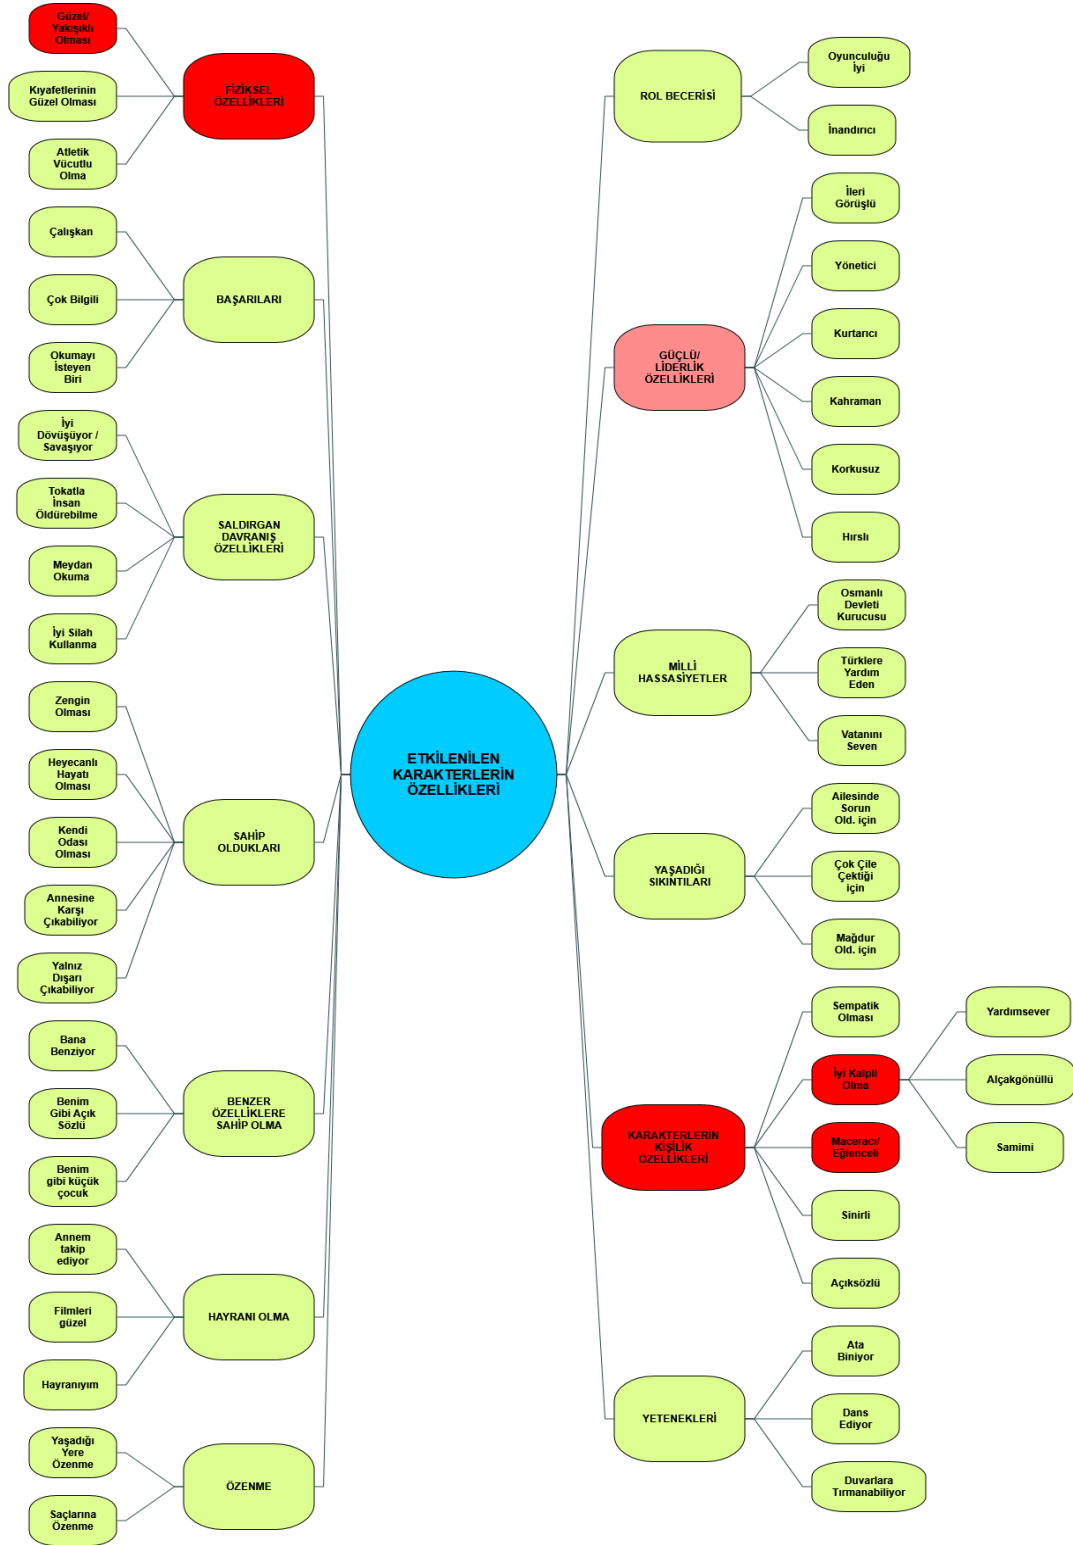 Güzel/
Yakışıklı
Olması
Kıyafetlerinin
Güzel Olması
Atletik
Vücutlu
Olma
FİZİKSEL
ÖZELLİKLERİ
Çalışkan
Çok Bilgili
Okumayı
İsteyen
Biri
BAŞARILARI
İyi
Dövüşüyor /
Savaşıyor
Tokatla
İnsan
Öldürebilme
Meydan
Okuma
İyi Silah
Kullanma
SALDIRGAN
DAVRANIŞ
ÖZELLİKLERİ
Zengin
Olması
Heyecanlı
Hayatı
Olması
Kendi
Odası
Olması
Annesine
Karşı
Çıkabiliyor
Yalnız
Dışarı
Çıkabiliyor
SAHİP
OLDUKLARI
Bana
Benziyor
Benim
Gibi Açık
Sözlü
Benim
gibi küçük
çocuk
BENZER
ÖZELLİKLERE
SAHİP OLMA
Annem
takip
ediyor
Filmleri
güzel
Hayranıyım
HAYRANI OLMA
Yaşadığı
Yere
Özenme
Saçlarına
Özenme
ÖZENME
ETKİLENİLEN
KARAKTERLERİN
ÖZELLİKLERİ
ROL BECERİSİ
Oyunculuğu
İyi
İnandırıcı
GÜÇLÜ/
LİDERLİK
ÖZELLİKLERİ
İleri
Görüşlü
Yönetici
Kurtarıcı
Kahraman
Korkusuz
Hırslı
MİLLİ
HASSASİYETLER
Osmanlı
Devleti
Kurucusu
Türklere
Yardım
Eden
Vatanını
Seven
YAŞADIĞI
SIKINTILARI
Ailesinde
Sorun
Old. için
Çok Çile
Çektiği
için
Mağdur
Old. için
KARAKTERLERİN
KİŞİLİK
ÖZELLİKLERİ
Sempatik
Olması
İyi Kalpli
Olma
Yardımsever
Alçakgönüllü
Samimi
Maceracı/
Eğlenceli
Sinirli
Açıksözlü
YETENEKLERİ
Ata
Biniyor
Dans
Ediyor
Duvarlara
Tırmanabiliyor